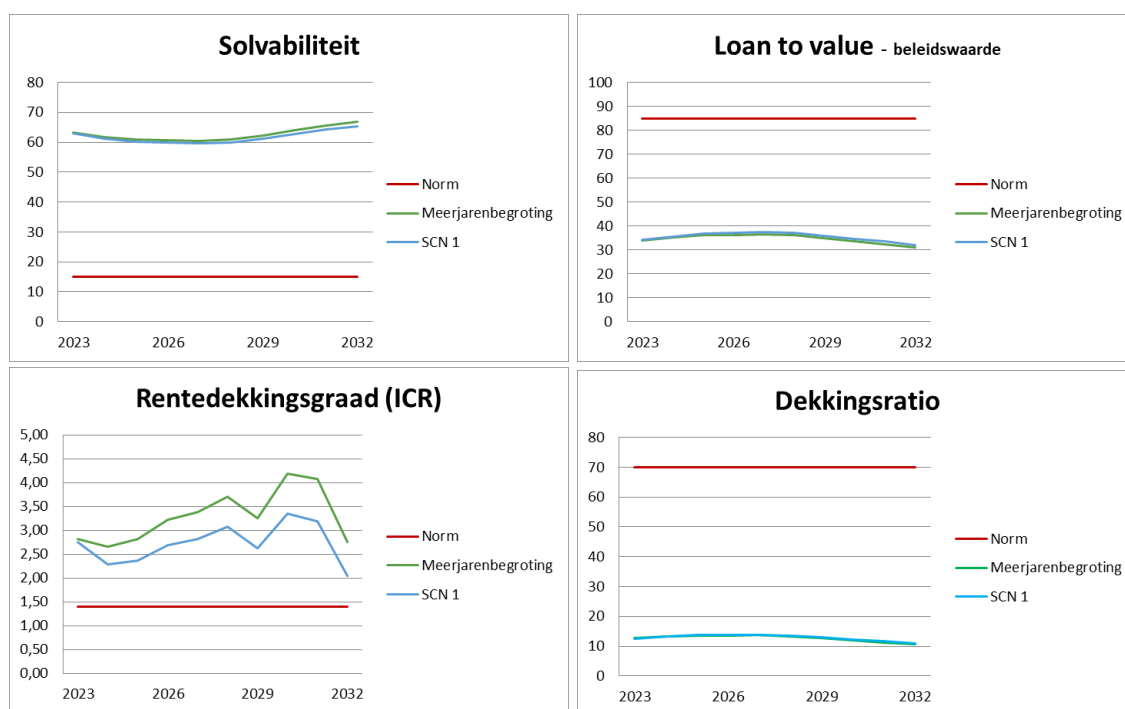 Solvabiliteit
80
70
60
50
40
30
20
10
0
2023 2026 2029 2032
Norm
Meerjarenbegroting
SCN 1
Loan to value - beleidswaarde
100
90
80
70
60
50
40
30
20
10
0
2023 2026 2029 2032
Norm
Meerjarenbegroting
SCN 1
Rentedekkingsgraad (ICR)
5,00
4,50
4,00
3,50
3,00
2,50
2,00
1,50
1,00
0,50
0,00
2023 2026 2029 2032
Norm
Meerjarenbegroting
SCN 1
Dekkingsratio
80
70
60
50
40
30
20
10
0
2023 2026 2029 2032
Norm
Meerjarenbegroting
SCN 1